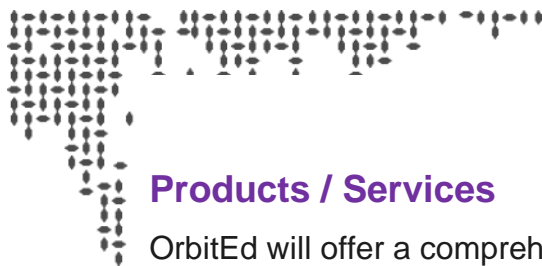 Products / Services
OrbitEd will offer a compreh